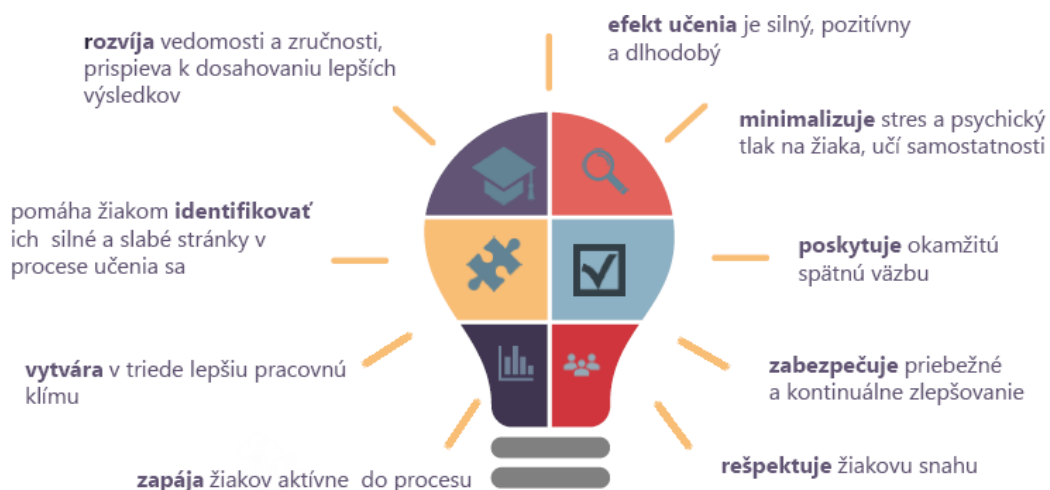 rozvíja vedomosti a zručnosti,
prispieva k dosahovaniu lepších
výsledkov
efekt učenia je silný, pozitívny
a dlhodobý
minimalizuje stres a psychický
tlak na žiaka, učí samostatnosti
pomáha žiakom identifikovať
ich silné a slabé stránky v
procese učenia sa
poskytuje okamžitú
spätnú väzbu
vytvára v triede lepšiu pracovnú
klímu
zabezpečuje priebežné
a kontinuálne zlepšovanie
zapája žiakov aktívne do procesu
rešpektuje žiakovu snahu